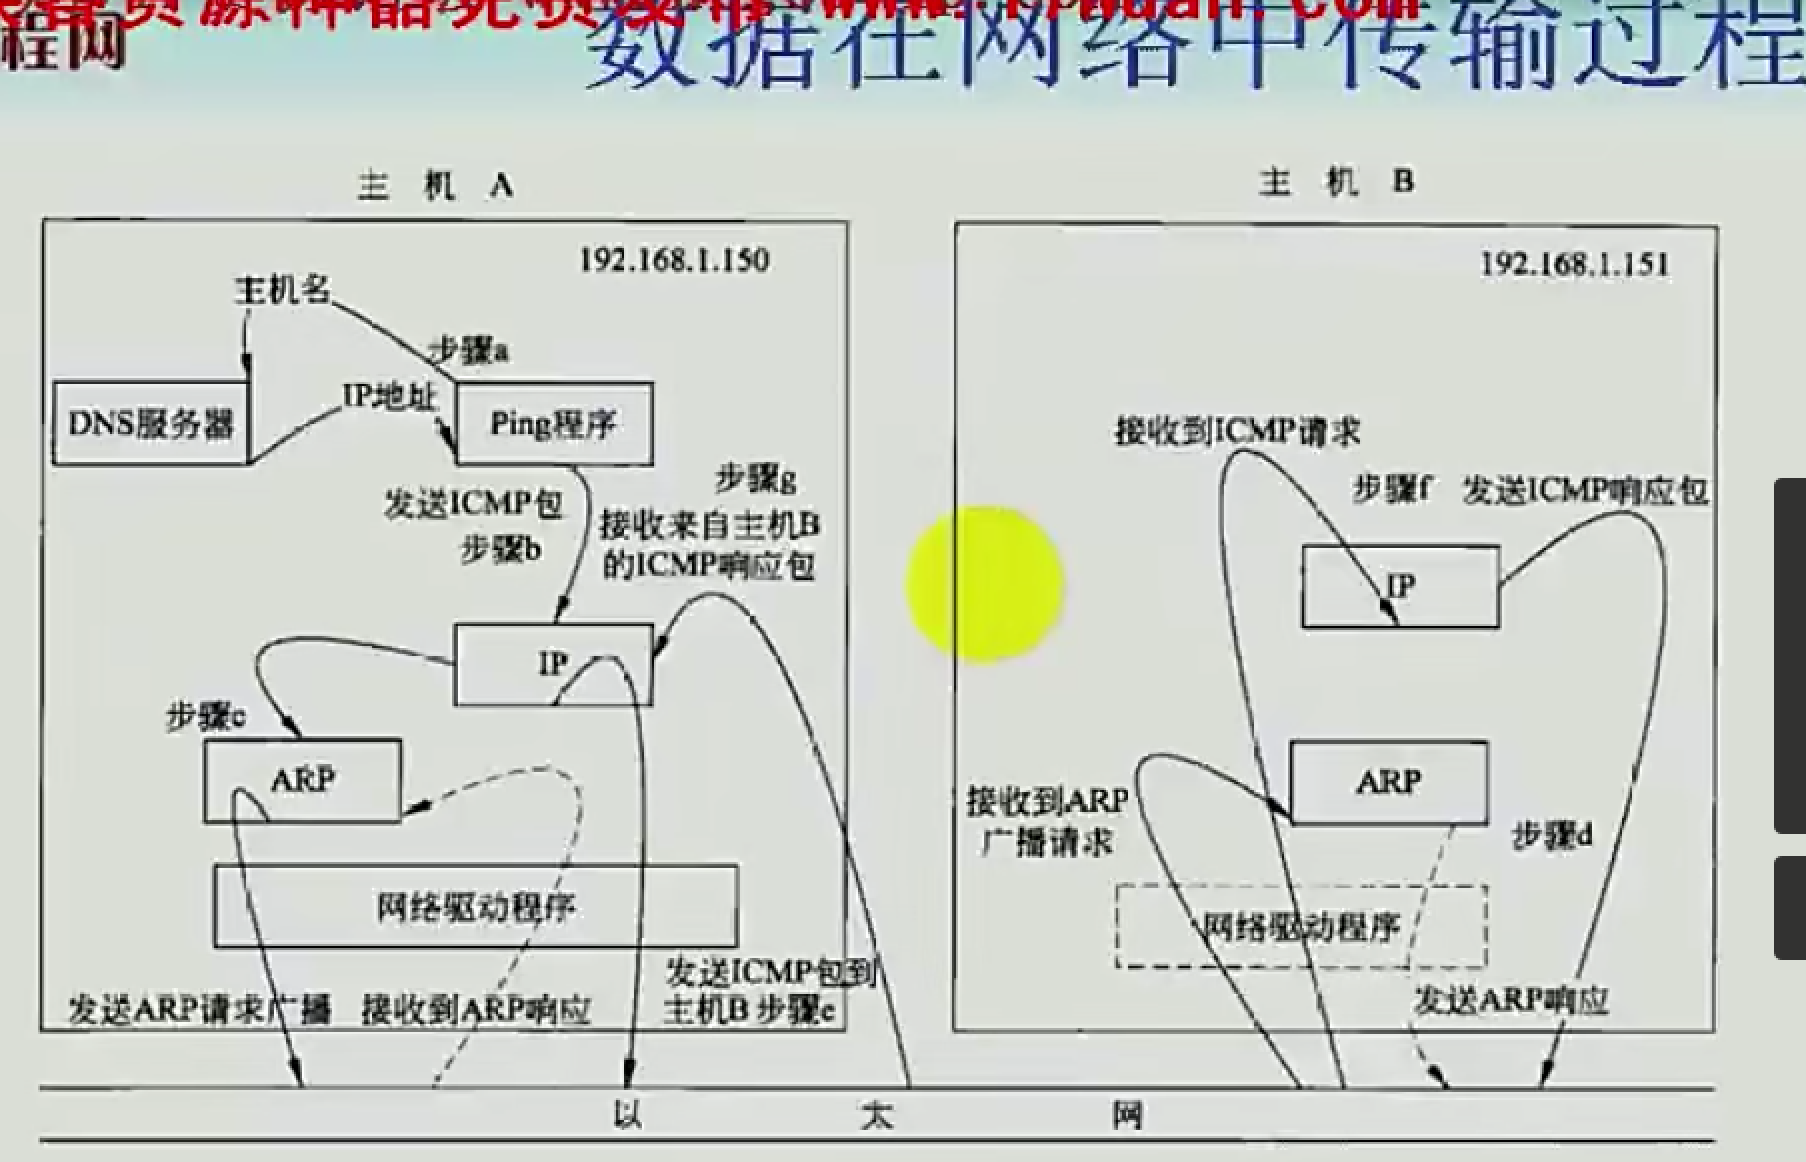 程网
数据在网络中传输过程
主 机 A
主 机 B
192.168.1.150
192.168.1.151
主机名
步骤a
IP地址
DNS服务器
Ping程序
接收到ICMP请求
步骤g
发送ICMP包
步骤b
接收来自主机B
的ICMP响应包
步骤f 发送ICMP响应包
IP
IP
步骤c
ARP
ARP
接收到ARP
广播请求
步骤d
网络驱动程序
网络驱动程序
发送ICMP包到
主机B 步骤e
发送ARP请求广播 接收到ARP响应
发送ARP响应
以 太 网